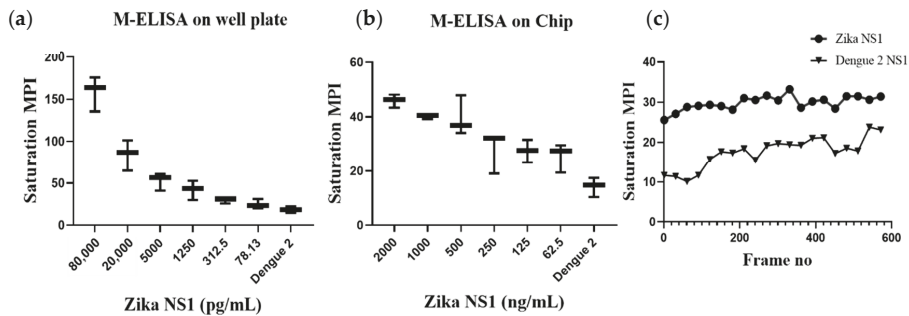 (a) M-ELISA on well plate
Saturation MPI
200
150
100
50
0
80,000 20,000 5000 1250 312.5 78.13 Dengue 2
Zika NS1 (pg/mL)
(b) M-ELISA on Chip
Saturation MPI
60
40
20
0
2000 1000 500 250 125 62.5 Dengue 2
Zika NS1 (ng/mL)
(c)
Zika NS1
Dengue 2 NS1
Saturation MPI
40
30
20
10
0
0 200 400 600
Frame no